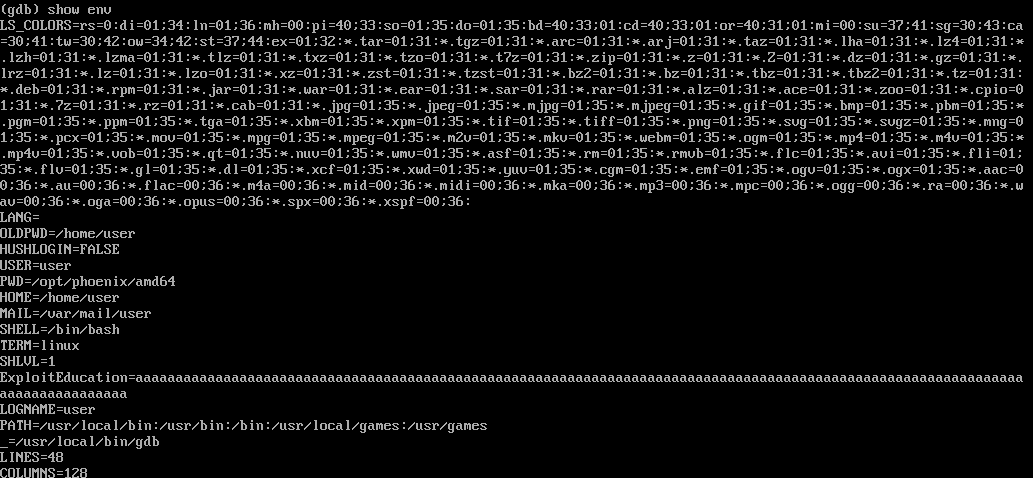 (gdb) show env
LS_COLORS=rs=0:di=01;34:ln=01;36:mh=00:pi=40;33:so=01;35:do=01;35:bd=40;33;01:cd=40;33;01:or=40;31;01:mi=00:su=37;41:sg=30;43:ca
=30;41:tw=30;42:ow=34;42:st=37;44:ex=01;32:*.tar=01;31:*.tgz=01;31:*.arc=01;31:*.arj=01;31:*.taz=01;31:*.lha=01;31:*.lz4=01;31:*
.lzh=01;31:*.lzma=01;31:*.tlz=01;31:*.txz=01;31:*.tzo=01;31:*.t7z=01;31:*.zip=01;31:*.z=01;31:*.Z=01;31:*.dz=01;31:*.gz=01;31:*.
lrz=01;31:*.lz=01;31:*.lzo=01;31:*.xz=01;31:*.zst=01;31:*.tzst=01;31:*.bz2=01;31:*.bz=01;31:*.tbz=01;31:*.tbz2=01;31:*.tz=01;31:
*.deb=01;31:*.rpm=01;31:*.jar=01;31:*.war=01;31:*.ear=01;31:*.sar=01;31:*.rar=01;31:*.alz=01;31:*.ace=01;31:*.zoo=01;31:*.cpio=0
1;31:*.7z=01;31:*.rz=01;31:*.cab=01;31:*.jpg=01;35:*.jpeg=01;35:*.mjpg=01;35:*.mjpeg=01;35:*.gif=01;35:*.bmp=01;35:*.pbm=01;35:*
.pgm=01;35:*.ppm=01;35:*.tga=01;35:*.xbm=01;35:*.xpm=01;35:*.tif=01;35:*.tiff=01;35:*.png=01;35:*.svg=01;35:*.svgz=01;35:*.mng=0
1;35:*.pcx=01;35:*.mov=01;35:*.mpg=01;35:*.mpeg=01;35:*.m2v=01;35:*.mkv=01;35:*.webm=01;35:*.ogm=01;35:*.mp4=01;35:*.m4v=01;35:*
.mp4v=01;35:*.vob=01;35:*.qt=01;35:*.nuv=01;35:*.wmv=01;35:*.asf=01;35:*.rm=01;35:*.rmvb=01;35:*.flc=01;35:*.avi=01;35:*.fli=01;
35:*.flv=01;35:*.gl=01;35:*.dl=01;35:*.xcf=01;35:*.xwd=01;35:*.yuv=01;35:*.cgm=01;35:*.emf=01;35:*.ogv=01;35:*.ogx=01;35:*.aac=0
0;36:*.au=00;36:*.flac=00;36:*.m4a=00;36:*.mid=00;36:*.midi=00;36:*.mka=00;36:*.mp3=00;36:*.mpc=00;36:*.ogg=00;36:*.ra=00;36:*.w
av=00;36:*.oga=00;36:*.opus=00;36:*.spx=00;36:*.xspf=00;36:
LANG=
OLDPWD=/home/user
HUSHLOGIN=FALSE
USER=user
PWD=/opt/phoenix/amd64
HOME=/home/user
MAIL=/var/mail/user
SHELL=/bin/bash
TERM=linux
SHLVL=1
ExploitEducation=aaaaaaaaaaaaaaaaaaaaaaaaaaaaaaaaaaaaaaaaaaaaaaaaaaaaaaaaaaaaaaaaaaaaaaaaaaaaaaaaaaaaaaaaaaaaaaaaaaaaaaaaaaaaaaa
aaaaaaaaaaaaaaaa
LOGNAME=user
PATH=/usr/local/bin:/usr/bin:/bin:/usr/local/games:/usr/games
_=/usr/local/bin/gdb
LINES=48
COLUMNS=128